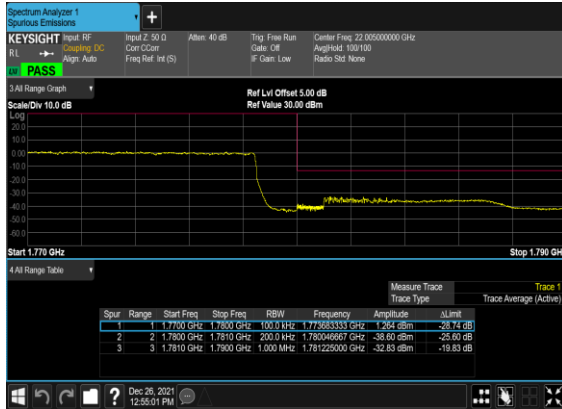 Spectrum Analyzer 1
Spurious Emissions
KEYSIGHT Input: RF Input Z: 50 Ω Atten: 40 dB Trig: Free Run Center Freq: 22.005000000 GHz
RL Coupling: DC Corr CCorr Gate: Off Avg|Hold: 100/100
Align: Auto Freq Ref: Int (S) IF Gain: Low Radio Std: None
PASS
3 All Range Graph
Ref Lvl Offset 5.00 dB
Scale/Div 10.0 dB Ref Value 30.00 dBm
Log
20.0
10.0
0.00
-10.0
-20.0
-30.0
-40.0
-50.0
-60.0
Start 1.770 GHz Stop 1.790 GH
4 All Range Table
Measure Trace Trace 1
Trace Type Trace Average (Active)
Spur Range Start Freq Stop Freq RBW Frequency Amplitude ΔLimit
1 1 1.7700 GHz 1.7800 GHz 100.0 kHz 1.773683333 GHz 1.264 dBm -28.74 dB
2 2 1.7800 GHz 1.7810 GHz 200.0 kHz 1.780046667 GHz -38.60 dBm -25.60 dB
3 3 1.7810 GHz 1.7900 GHz 1.000 MHz 1.781225000 GHz -32.83 dBm -19.83 dB
? Dec 26, 2021
12:55:01 PM